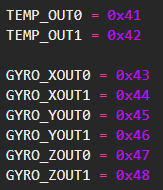 TEMP_OUT0 = 0x41
TEMP_OUT1 = 0x42
GYRO_XOUT0 = 0x43
GYRO_XOUT1 = 0x44
GYRO_YOUT0 = 0x45
GYRO_YOUT1 = 0x46
GYRO_ZOUT0 = 0x47
GYRO_ZOUT1 = 0x48